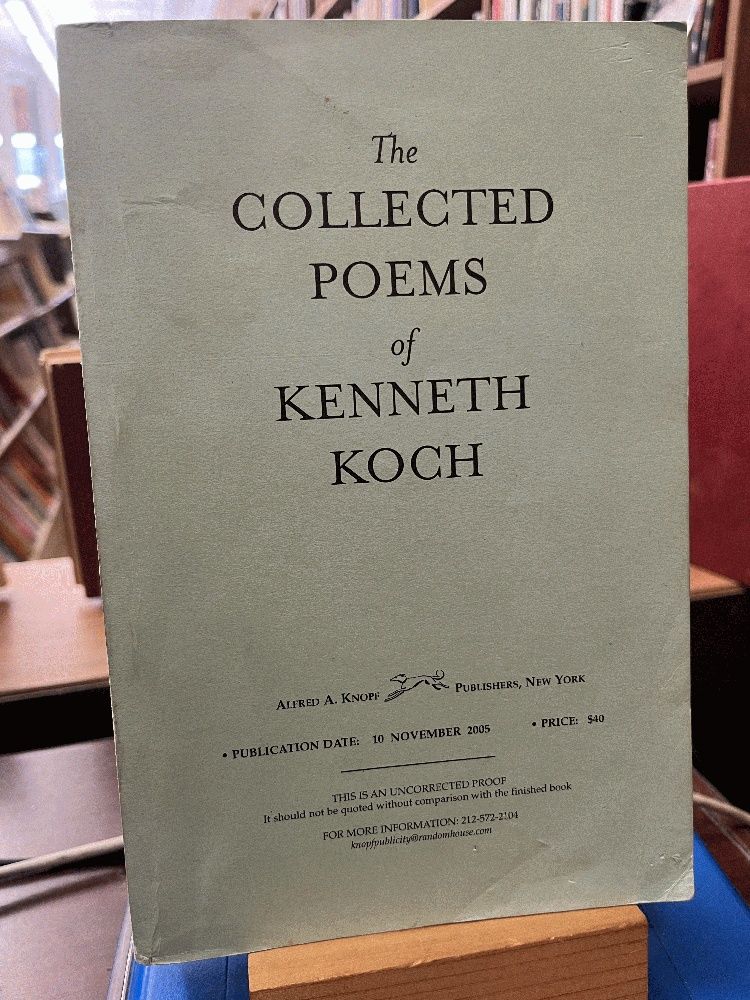 The
COLLECTED
POEMS
of
KENNETH
KOCH
ALFRED A. KNOPF PUBLISHERS, NEW YORK
• PUBLICATION DATE: 10 NOVEMBER 2005 • PRICE: $40
THIS IS AN UNCORRECTED PROOF
It should not be quoted without comparison with the finished book
FOR MORE INFORMATION: 212-572-2104
knopfpublicity@randomhouse.com